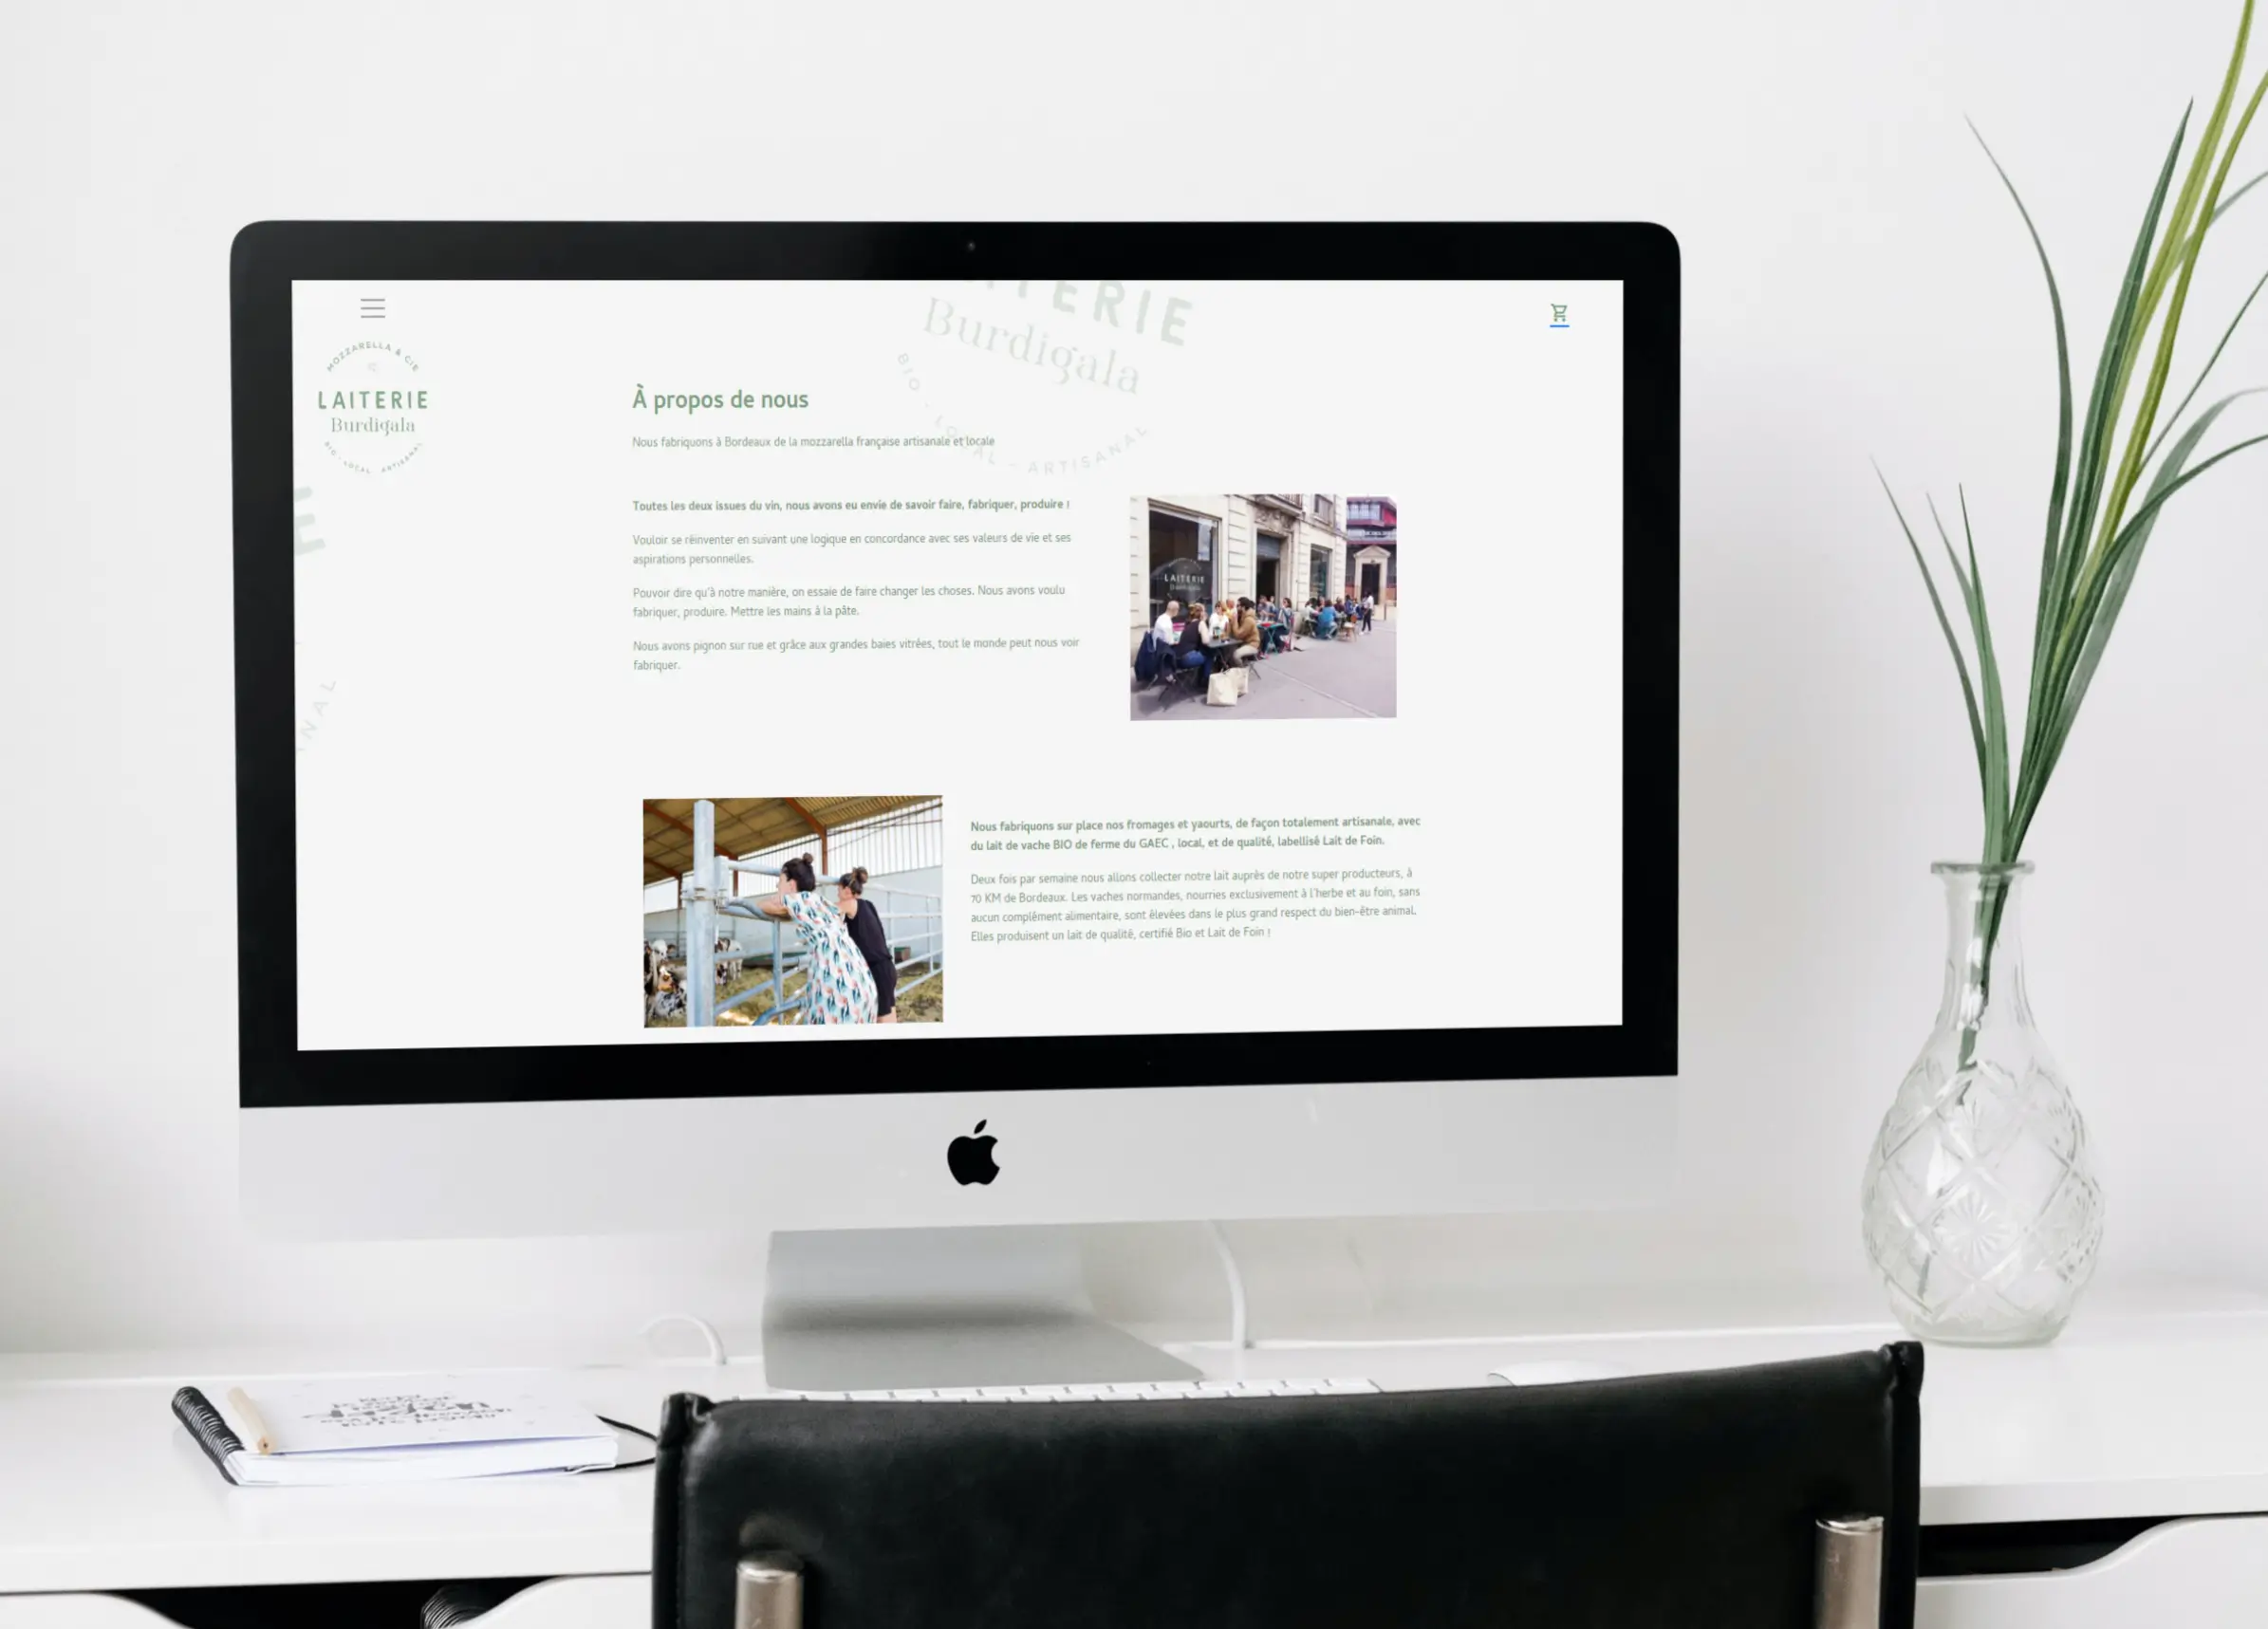 MOZZARELLA & CIE
LAITERIE
Burdigala
BIO - LOCAL - ARTISANAL
Burdigala
BIO - LOCAL - ARTISANAL
À propos de nous
Nous fabriquons à Bordeaux de la mozzarella française artisanale et locale
Toutes les deux issues du vin, nous avons eu envie de savoir faire, fabriquer, produire !
Vouloir se réinventer en suivant une logique en concordance avec ses valeurs de vie et ses
aspirations personnelles.
Pouvoir dire qu'à notre manière, on essaie de faire changer les choses. Nous avons voulu
fabriquer, produire. Mettre les mains à la pâte.
Nous avons pignon sur rue et grâce aux grandes baies vitrées, tout le monde peut nous voir
fabriquer.
LAITERIE
Nous fabriquons sur place nos fromages et yaourts, de façon totalement artisanale, avec
du lait de vache BIO de ferme du GAEC , local, et de qualité, labellisé Lait de Foin.
Deux fois par semaine nous allons collecter notre lait auprès de notre super producteurs, à
70 KM de Bordeaux. Les vaches normandes, nourries exclusivement à l'herbe et au foin, sans
aucun complément alimentaire, sont élevées dans le plus grand respect du bien-être animal.
Elles produisent un lait de qualité, certifié Bio et Lait de Foin !